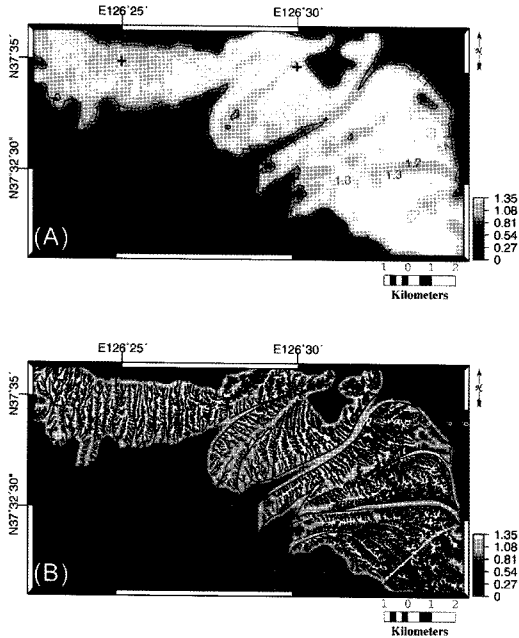 E126˚25' E126˚30'
N37˚35'
N37˚32'30"
1.2
1.3 1.3
(A)
1.35
1.08
0.81
0.54
0.27
0
1 0 1 2
Kilometers
E126˚25' E126˚30'
N37˚35'
N37˚32'30"
(B)
1.35
1.08
0.81
0.54
0.27
0
1 0 1 2
Kilometers